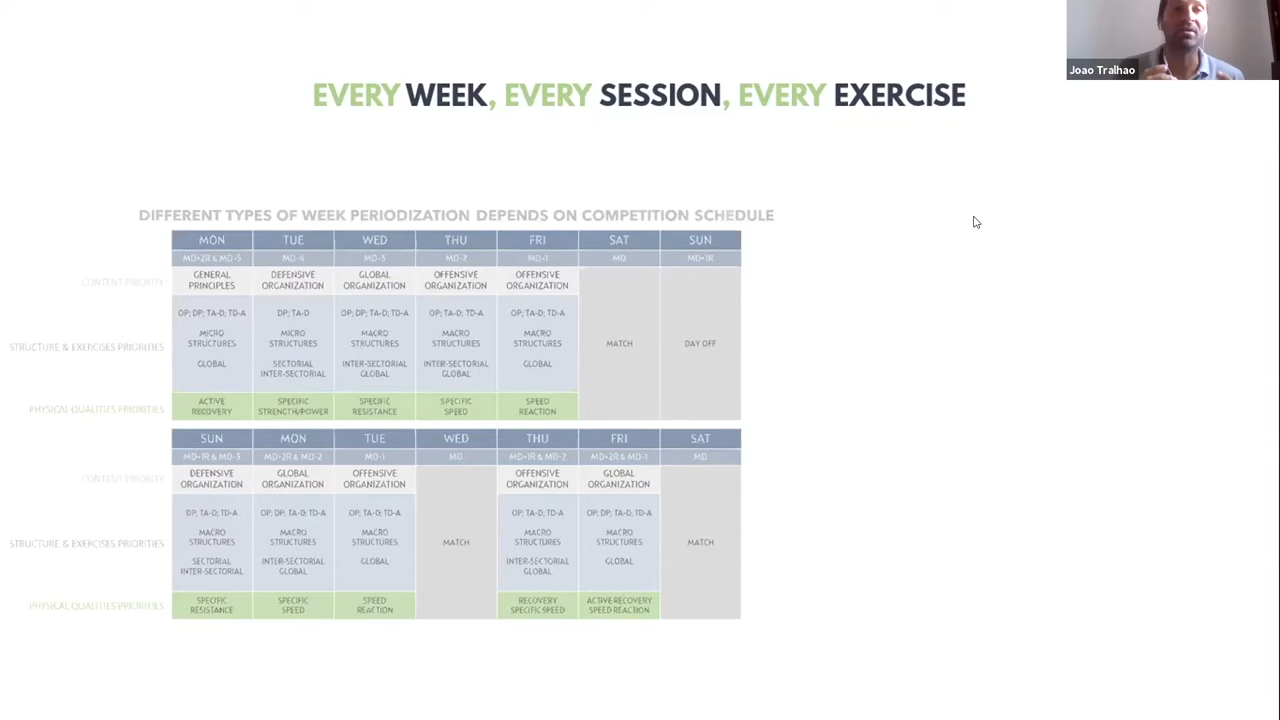 Joao Tralhao
EVERY WEEK, EVERY SESSION, EVERY EXERCISE
DIFFERENT TYPES OF WEEK PERIODIZATION DEPENDS ON COMPETITION SCHEDULE
MON TUE WED THU FRI SAT SUN
MD+2R & MD-5 MD-4 MD-3 MD-2 MD-1 MD MD+1R
CONTENT PRIORITY
GENERAL DEFENSIVE GLOBAL OFFENSIVE OFFENSIVE
PRINCIPLES ORGANIZATION ORGANIZATION ORGANIZATION ORGANIZATION
OP; DP; TA-D; TD-A DP; TA-D OP; DP; TA-D; TD-A OP; TA-D; TD-A OP; TA-D; TD-A
MICRO MICRO MACRO MACRO MACRO
STRUCTURES STRUCTURES STRUCTURES STRUCTURES STRUCTURES
STRUCTURE & EXERCISES PRIORITIES MATCH DAY OFF
GLOBAL SECTORIAL INTER-SECTORIAL INTER-SECTORIAL GLOBAL
INTER-SECTORIAL GLOBAL GLOBAL
PHYSICAL QUALITIES PRIORITIES
ACTIVE SPECIFIC SPECIFIC SPECIFIC SPEED
RECOVERY STRENGTH/POWER RESISTANCE SPEED REACTION
SUN MON TUE WED THU FRI SAT
MD+1R & MD-3 MD+2R & MD-2 MD-1 MD MD+1R & MD-2 MD+2R & MD-1 MD
CONTENT PRIORITY
DEFENSIVE GLOBAL OFFENSIVE OFFENSIVE GLOBAL
ORGANIZATION ORGANIZATION ORGANIZATION ORGANIZATION ORGANIZATION
DP; TA-D; TD-A OP; DP; TA-D; TD-A OP; TA-D; TD-A OP; TA-D; TD-A OP; DP; TA-D; TD-A
MACRO MACRO MACRO MACRO MACRO
STRUCTURES STRUCTURES STRUCTURES STRUCTURES STRUCTURES
STRUCTURE & EXERCISES PRIORITIES MATCH MATCH
SECTORIAL INTER-SECTORIAL GLOBAL INTER-SECTORIAL GLOBAL
INTER-SECTORIAL GLOBAL GLOBAL
PHYSICAL QUALITIES PRIORITIES
SPECIFIC SPECIFIC SPEED RECOVERY ACTIVE RECOVERY
RESISTANCE SPEED REACTION SPECIFIC SPEED SPEED REACTION